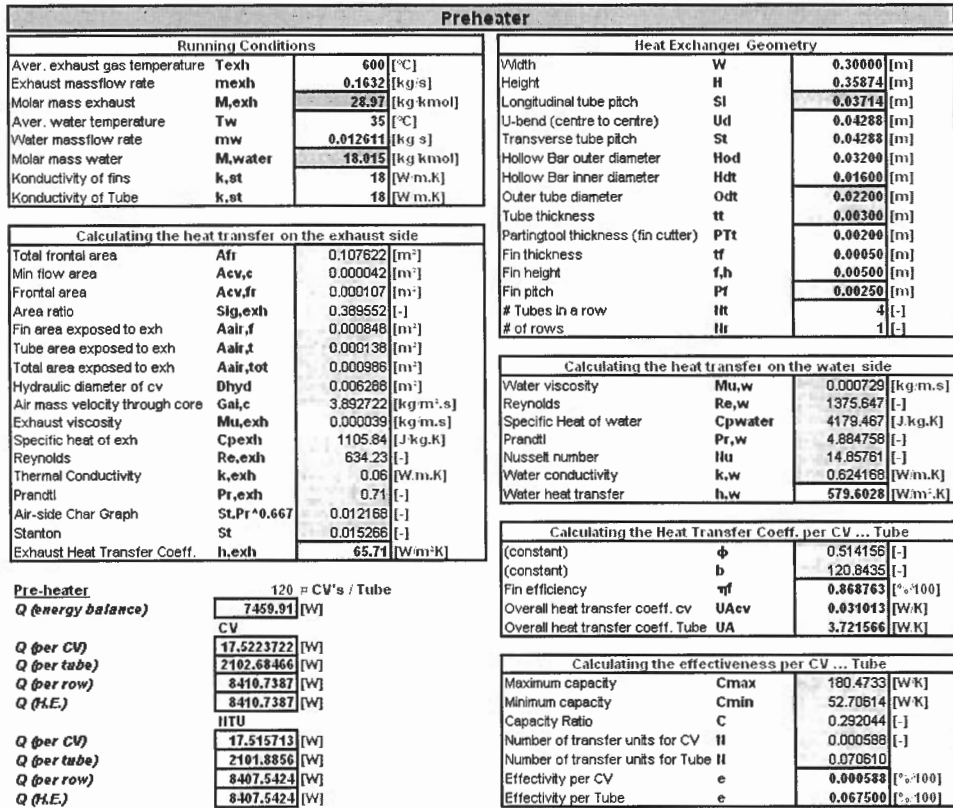 Preheater
Running Conditions
Aver. exhaust gas temperature Texh 600 [°C]
Exhaust massflow rate mexh 0.1632 [kg/s]
Molar mass exhaust M,exh 28.97 [kg/kmol]
Aver. water temperature Tw 35 [°C]
Water massflow rate mw 0.012611 [kg s]
Molar mass water M,water 18.015 [kg kmol]
Konductivity of fins k,st 18 [W/m.K]
Konductivity of Tube k,st 18 [W m.K]
Calculating the heat transfer on the exhaust side
Total frontal area Afr 0.107622 [m²]
Min flow area Acv,c 0.000042 [m²]
Frontal area Acv,fr 0.000107 [m²]
Area ratio Sig,exh 0.389552 [-]
Fin area exposed to exh Aair,f 0.000848 [m²]
Tube area exposed to exh Aair,t 0.000138 [m²]
Total area exposed to exh Aair,tot 0.000986 [m²]
Hydraulic diameter of cv Dhyd 0.006288 [m²]
Air mass velocity through core Gai,c 3.892722 [kg/m².s]
Exhaust viscosity Mu,exh 0.000039 [kg/m.s]
Specific heat of exh Cpexh 1105.84 [J/kg.K]
Reynolds Re,exh 634.23 [-]
Thermal Conductivity k,exh 0.06 [W/m.K]
Prandtl Pr,exh 0.71 [-]
Air-side Char Graph St,Pr^0.667 0.012168 [-]
Stanton St 0.015266 [-]
Exhaust Heat Transfer Coeff. h,exh 65.71 [W/m²K]
Pre-heater 120 = CV's / Tube
Q (energy balance) 7459.91 [W]
CV
Q (per CV) 17.5223722 [W]
Q (per tube) 2102.68466 [W]
Q (per row) 8410.7387 [W]
Q (H.E.) 8410.7387 [W]
NTU
Q (per CV) 17.515713 [W]
Q (per tube) 2101.8856 [W]
Q (per row) 8407.5424 [W]
Q (H.E.) 8407.5424 [W]
Heat Exchanger Geometry
Width W 0.30000 [m]
Height H 0.35874 [m]
Longitudinal tube pitch Sl 0.03714 [m]
U-bend (centre to centre) Ud 0.04288 [m]
Transverse tube pitch St 0.04288 [m]
Hollow Bar outer diameter Hod 0.03200 [m]
Hollow Bar inner diameter Hdt 0.01600 [m]
Outer tube diameter Odt 0.02200 [m]
Tube thickness tt 0.00300 [m]
Partingtool thickness (fin cutter) PTt 0.00200 [m]
Fin thickness tf 0.00050 [m]
Fin height f,h 0.00500 [m]
Fin pitch Pf 0.00250 [m]
# Tubes in a row Nt 4 [-]
# of rows Nr 1 [-]
Calculating the heat transfer on the water side
Water viscosity Mu,w 0.000729 [kg/m.s]
Reynolds Re,w 1375.647 [-]
Specific Heat of water Cpwater 4179.467 [J/kg.K]
Prandtl Pr,w 4.884758 [-]
Nusselt number Nu 14.85761 [-]
Water conductivity k,w 0.624168 [W/m.K]
Water heat transfer h,w 579.6028 [W/m².K]
Calculating the Heat Transfer Coeff. per CV ... Tube
(constant) ϕ 0.514156 [-]
(constant) b 120.8435 [-]
Fin efficiency ηf 0.868763 [°₀/100]
Overall heat transfer coeff. cv UAcv 0.031013 [W/K]
Overall heat transfer coeff. Tube UA 3.721566 [W.K]
Calculating the effectiveness per CV ... Tube
Maximum capacity Cmax 180.4733 [W/K]
Minimum capacity Cmin 52.70614 [W/K]
Capacity Ratio C 0.292044 [-]
Number of transfer units for CV N 0.000588 [-]
Number of transfer units for Tube N 0.070610
Effectivity per CV e 0.000588 [°₀/100]
Effectivity per Tube e 0.067500 [°₀/100]